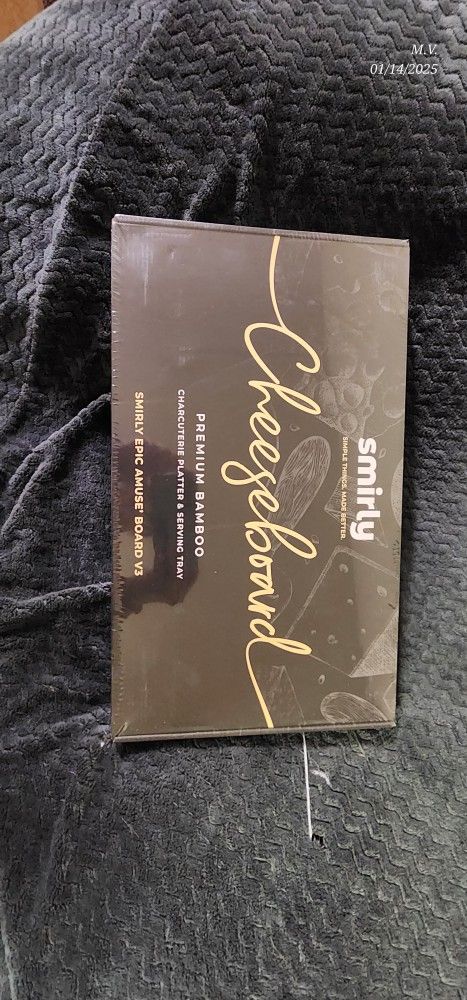 M.V.
01/14/2025
smirly
SIMPLE THINGS. MADE BETTER.
Cheeseboard
PREMIUM BAMBOO
CHARCUTERIE PLATTER & SERVING TRAY
SMIRLY EPIC AMUSE' BOARD V3